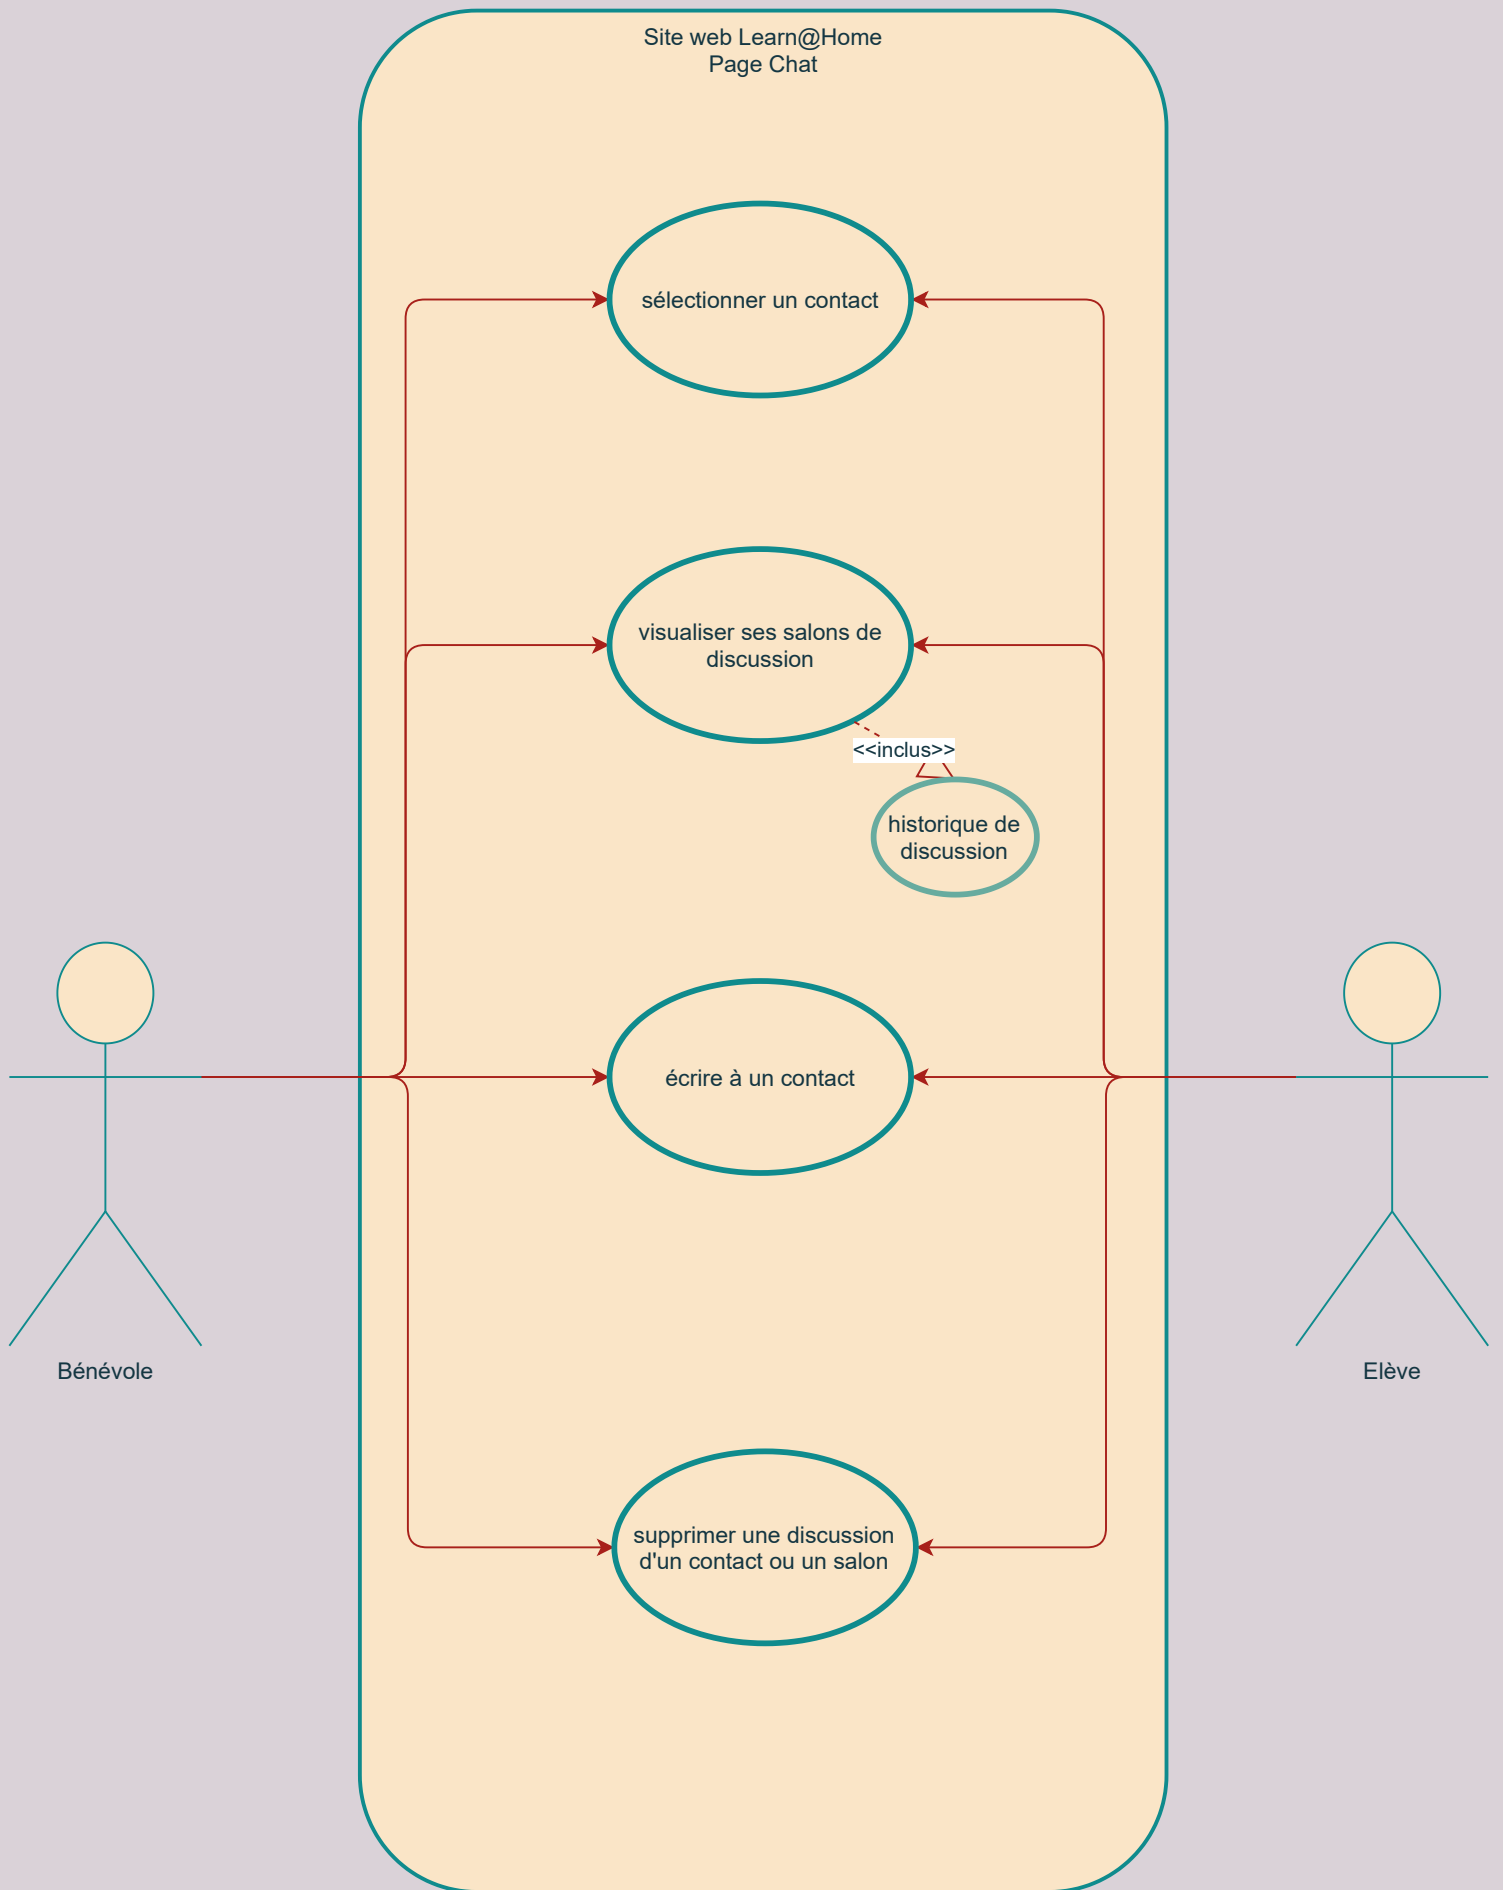 Site web Learn@Home
Page Chat
sélectionner un contact
visualiser ses salons de
discussion
<<inclus>>
historique de
discussion
écrire à un contact
Bénévole
Elève
supprimer une discussion
d'un contact ou un salon